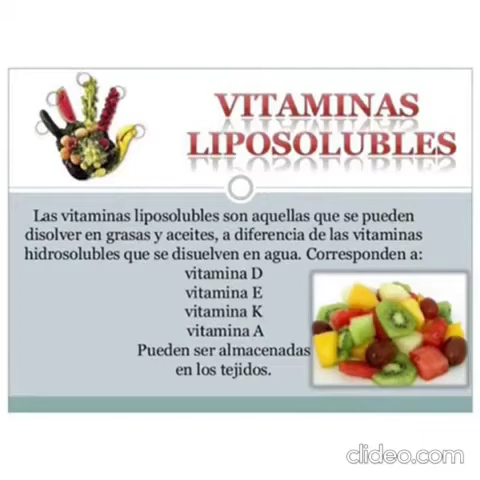 VITAMINAS
LIPOSOLUBLES
Las vitaminas liposolubles son aquellas que se pueden
disolver en grasas y aceites, a diferencia de las vitaminas
hidrosolubles que se disuelven en agua. Corresponden a:
vitamina D
vitamina E
vitamina K
vitamina A
Pueden ser almacenadas
en los tejidos.
clideo.com